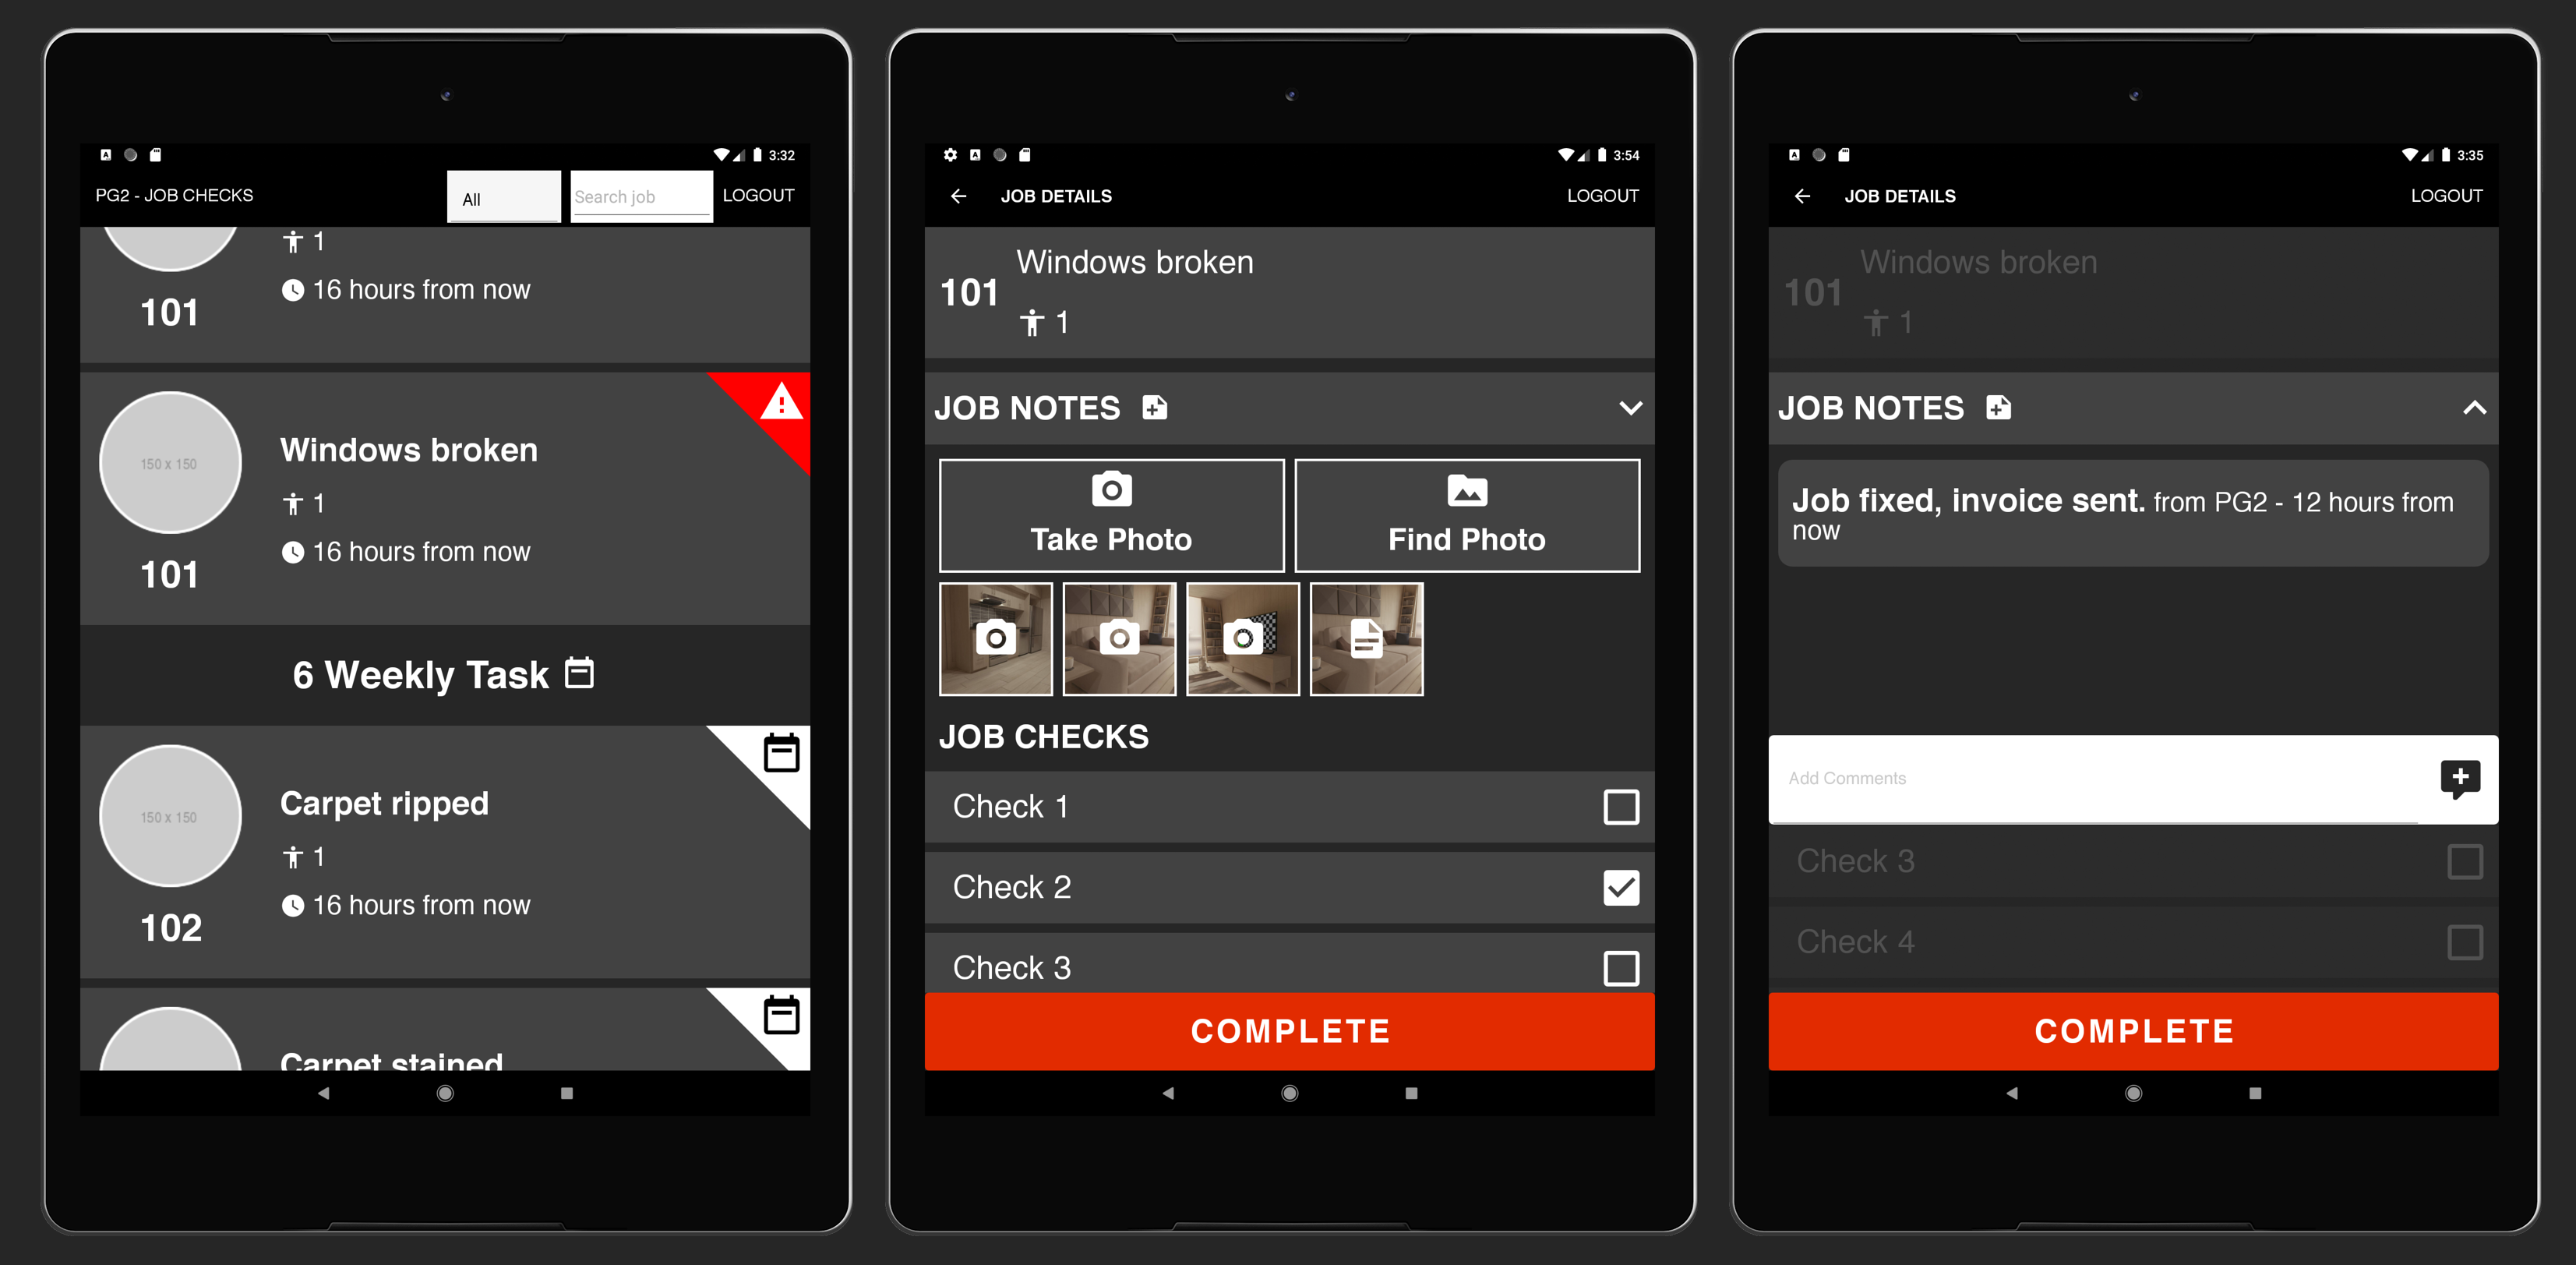 3:32
PG2 - JOB CHECKS
All
Search job
LOGOUT
1
16 hours from now
101
150 x 150
Windows broken
1
16 hours from now
101
6 Weekly Task
150 x 150
Carpet ripped
1
16 hours from now
102
Carpet stained
3:54
JOB DETAILS
LOGOUT
Windows broken
101
1
JOB NOTES
Take Photo
Find Photo
JOB CHECKS
Check 1
Check 2
Check 3
COMPLETE
3:35
JOB DETAILS
LOGOUT
Windows broken
101
1
JOB NOTES
Job fixed, invoice sent. from PG2 - 12 hours from
now
Add Comments
Check 3
Check 4
COMPLETE